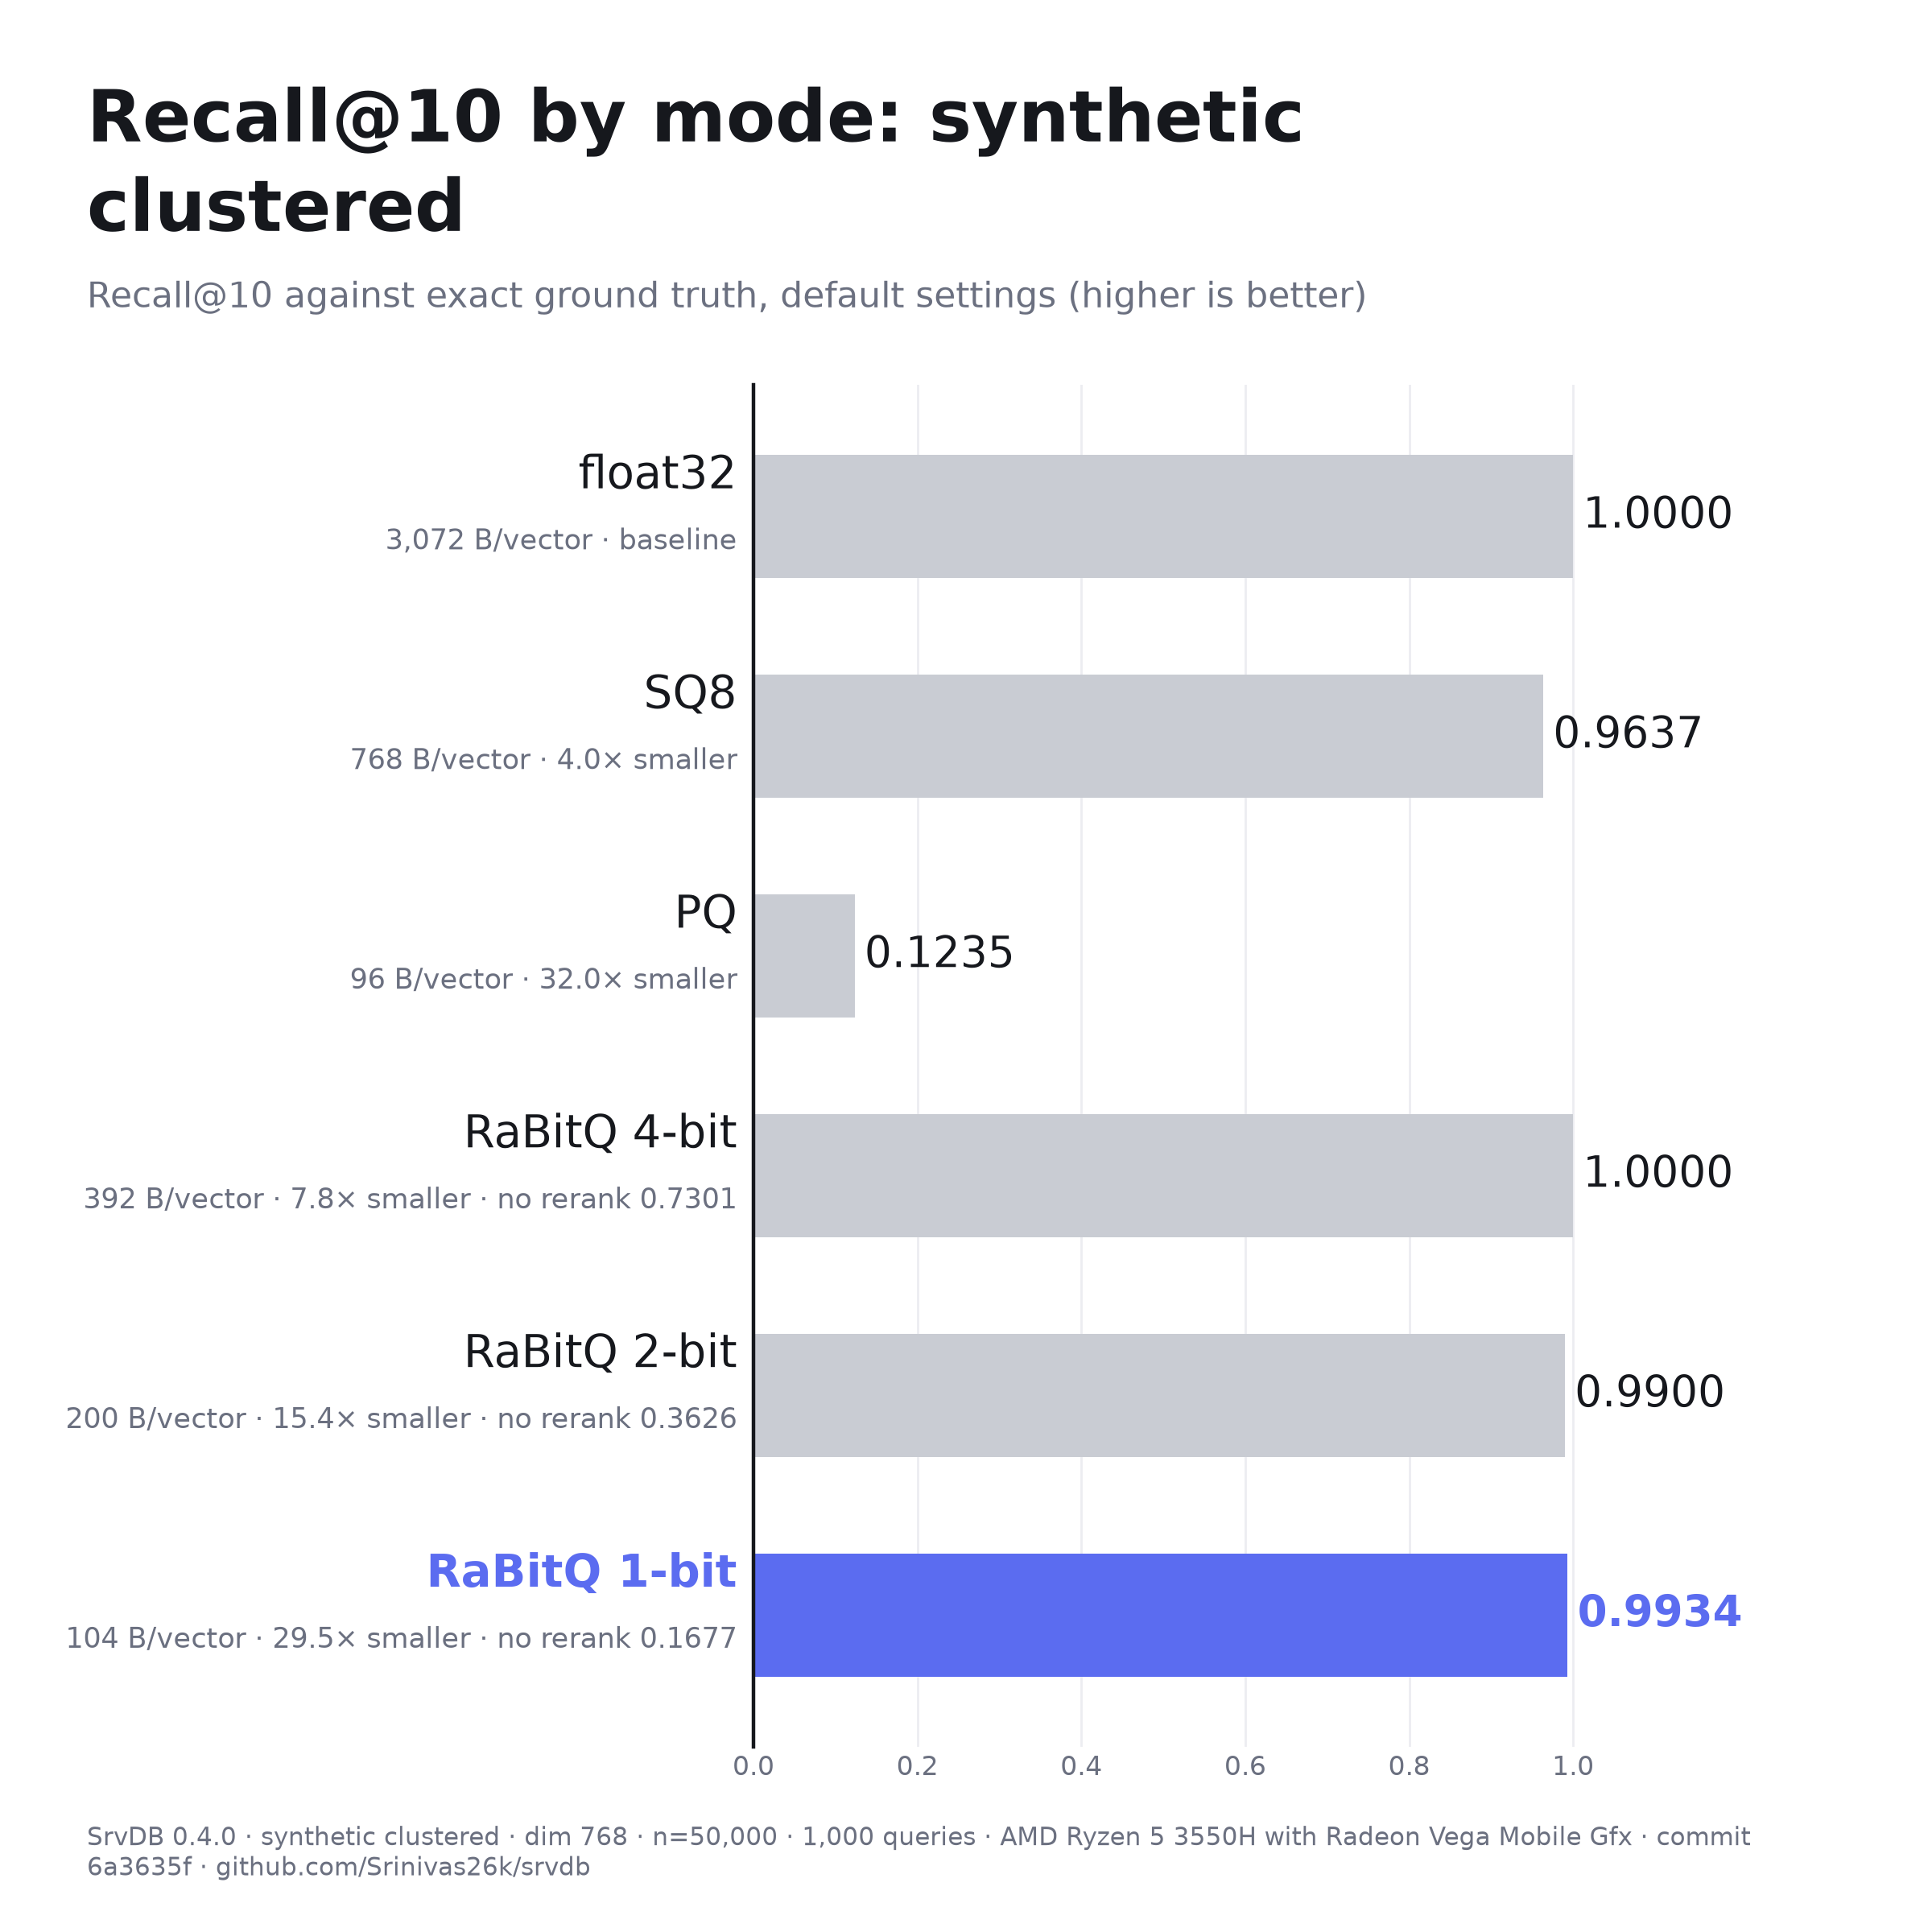 Recall@10 by mode: synthetic
clustered
Recall@10 against exact ground truth, default settings (higher is better)
float32
3,072 B/vector · baseline
1.0000
SQ8
768 B/vector · 4.0× smaller
0.9637
PQ
96 B/vector · 32.0× smaller
0.1235
RaBitQ 4-bit
392 B/vector · 7.8× smaller · no rerank 0.7301
1.0000
RaBitQ 2-bit
200 B/vector · 15.4× smaller · no rerank 0.3626
0.9900
RaBitQ 1-bit
104 B/vector · 29.5× smaller · no rerank 0.1677
0.9934
0.0 0.2 0.4 0.6 0.8 1.0
SrvDB 0.4.0 · synthetic clustered · dim 768 · n=50,000 · 1,000 queries · AMD Ryzen 5 3550H with Radeon Vega Mobile Gfx · commit
6a3635f · github.com/Srinivas26k/srvdb